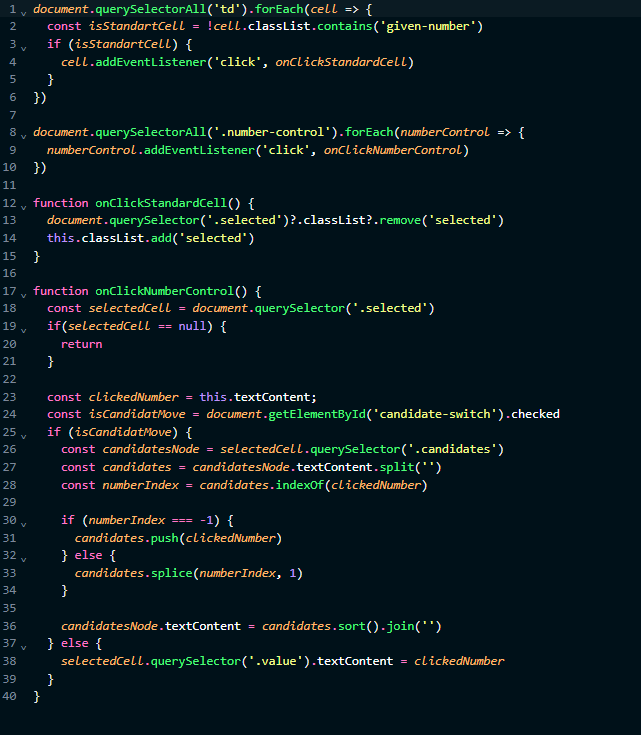 1 document.querySelectorAll('td').forEach(cell => {
2   const isStandartCell = !cell.classList.contains('given-number')
3   if (isStandartCell) {
4     cell.addEventListener('click', onClickStandardCell)
5   }
6 })
7
8 document.querySelectorAll('.number-control').forEach(numberControl => {
9   numberControl.addEventListener('click', onClickNumberControl)
10 })
11
12 function onClickStandardCell() {
13   document.querySelector('.selected')?.classList?.remove('selected')
14   this.classList.add('selected')
15 }
16
17 function onClickNumberControl() {
18   const selectedCell = document.querySelector('.selected')
19   if(selectedCell == null) {
20     return
21   }
22
23   const clickedNumber = this.textContent;
24   const isCandidatMove = document.getElementById('candidate-switch').checked
25   if (isCandidatMove) {
26     const candidatesNode = selectedCell.querySelector('.candidates')
27     const candidates = candidatesNode.textContent.split('')
28     const numberIndex = candidates.indexOf(clickedNumber)
29
30     if (numberIndex === -1) {
31       candidates.push(clickedNumber)
32     } else {
33       candidates.splice(numberIndex, 1)
34     }
35
36     candidatesNode.textContent = candidates.sort().join('')
37   } else {
38     selectedCell.querySelector('.value').textContent = clickedNumber
39   }
40 }